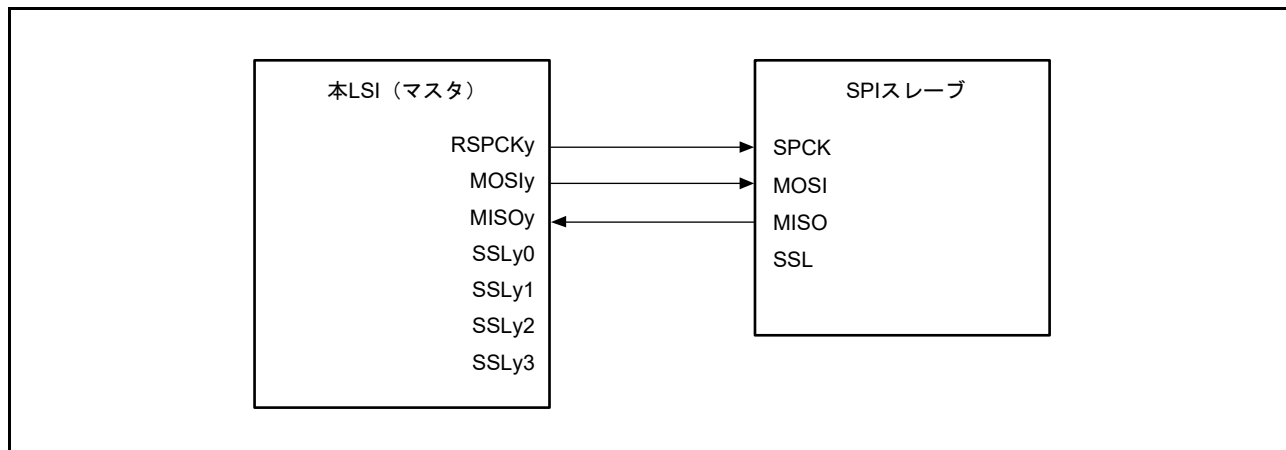 本LSI（マスタ）
RSPCKy
MOSIy
MISOy
SSLy0
SSLy1
SSLy2
SSLy3
SPIスレーブ
SPCK
MOSI
MISO
SSL